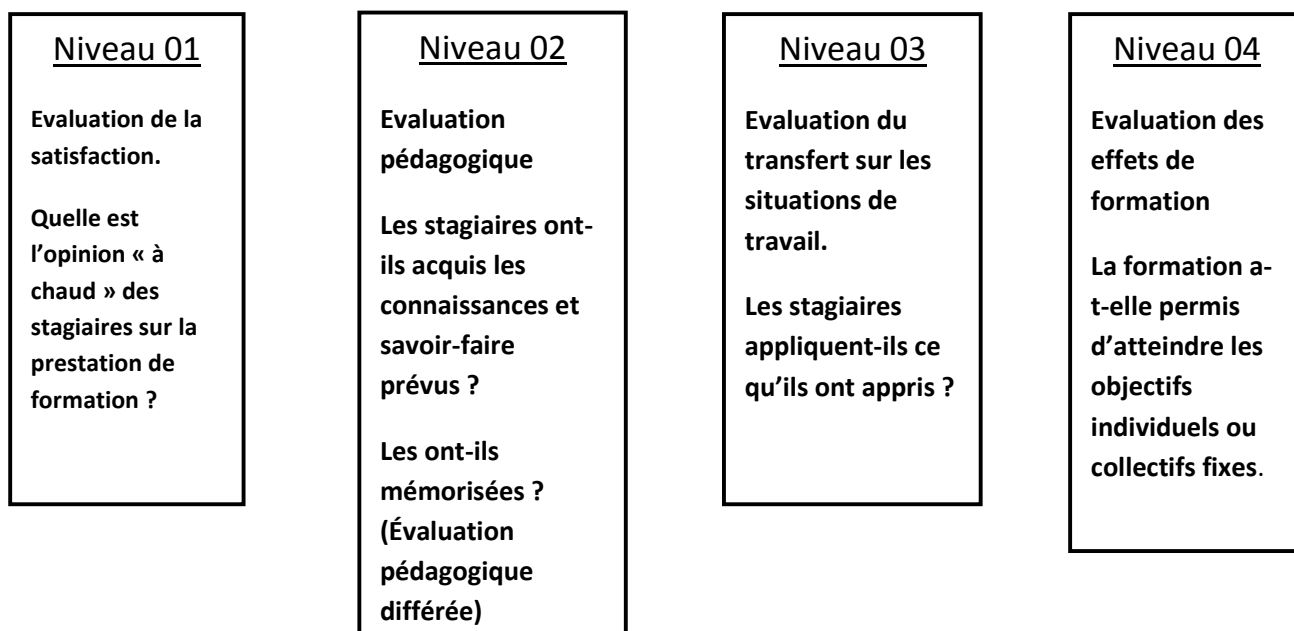 Niveau 01
Evaluation de la
satisfaction.
Quelle est
l’opinion « à
chaud » des
stagiaires sur la
prestation de
formation ?
Niveau 02
Evaluation
pédagogique
Les stagiaires ont-
ils acquis les
connaissances et
savoir-faire
prévus ?
Les ont-ils
mémorisées ?
(Évaluation
pédagogique
différée)
Niveau 03
Evaluation du
transfert sur les
situations de
travail.
Les stagiaires
appliquent-ils ce
qu’ils ont appris ?
Niveau 04
Evaluation des
effets de
formation
La formation a-
t-elle permis
d’atteindre les
objectifs
individuels ou
collectifs fixes.